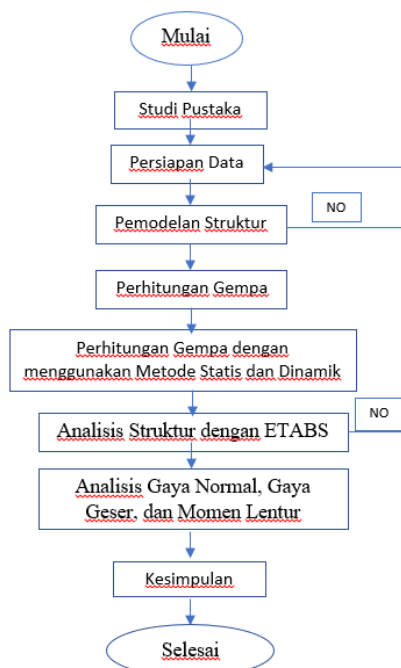 Mulai
Studi Pustaka
Persiapan Data
NO
Pemodelan Struktur
Perhitungan Gempa
Perhitungan Gempa dengan
menggunakan Metode Statis dan Dinamik
NO
Analisis Struktur dengan ETABS
Analisis Gaya Normal, Gaya
Geser, dan Momen Lentur
Kesimpulan
Selesai